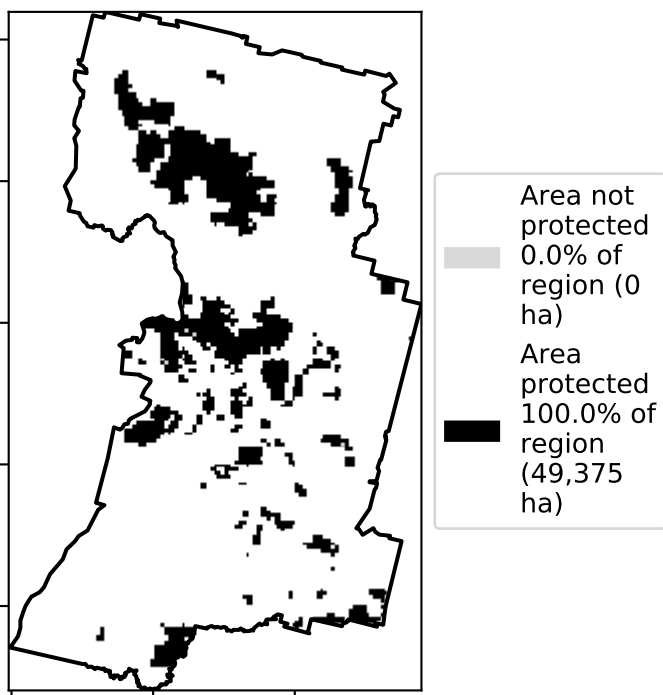 Area not
protected
0.0% of
region (0
ha)
Area
protected
100.0% of
region
(49,375
ha)